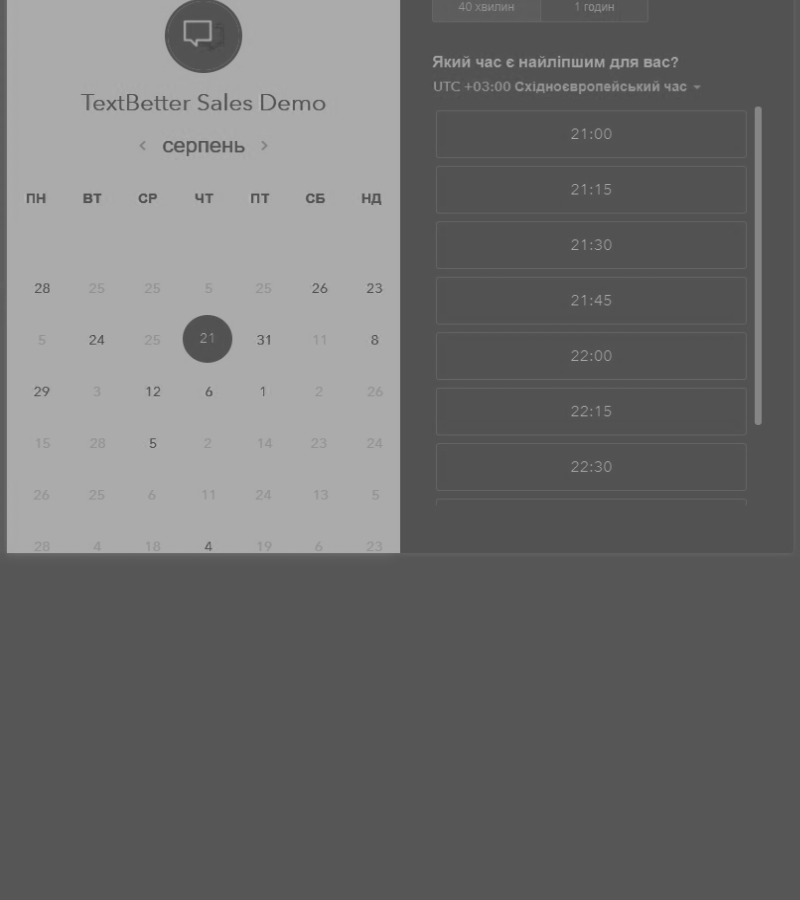 TextBetter Sales Demo
серпень
ПН ВТ СР ЧТ ПТ СБ НД
28 25 25 5 25 26 23
5 24 25 21 31 11 8
29 3 12 6 1 2 26
15 28 5 2 14 23 24
26 25 6 11 24 13 5
28 4 18 4 19 6 23
40 хвилин 1 годин
Який час є найліпшим для вас?
UTC +03:00 Східноєвропейський час
21:00
21:15
21:30
21:45
22:00
22:15
22:30